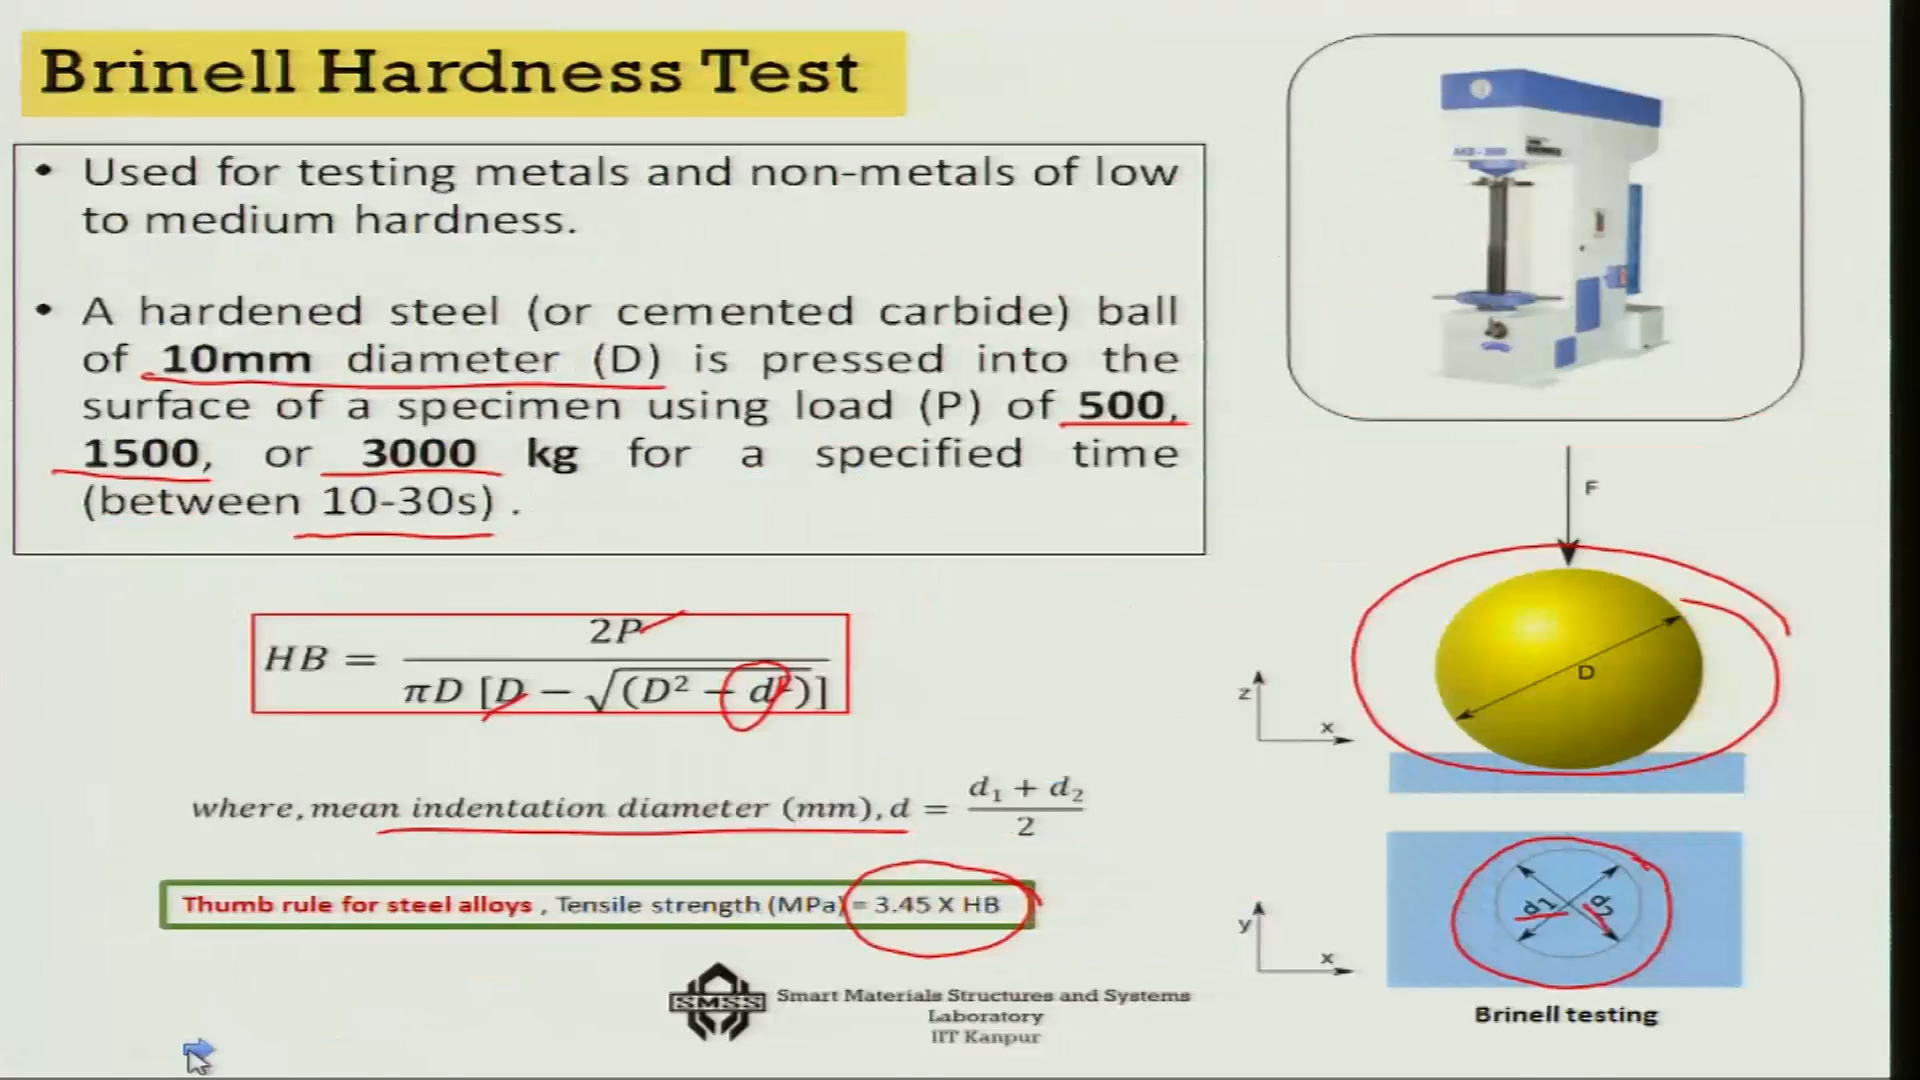 Brinell Hardness Test
• Used for testing metals and non-metals of low
to medium hardness.
• A hardened steel (or cemented carbide) ball
of 10mm diameter (D) is pressed into the
surface of a specimen using load (P) of 500,
1500, or 3000 kg for a specified time
(between 10-30s) .
HB = 2P / πD [D − √(D² − d²)]
where, mean indentation diameter (mm), d = d₁ + d₂ / 2
Thumb rule for steel alloys , Tensile strength (MPa) = 3.45 X HB
SMSS
Smart Materials Structures and Systems
Laboratory
IIT Kanpur
F
D
z
x
d1
d2
y
x
Brinell testing